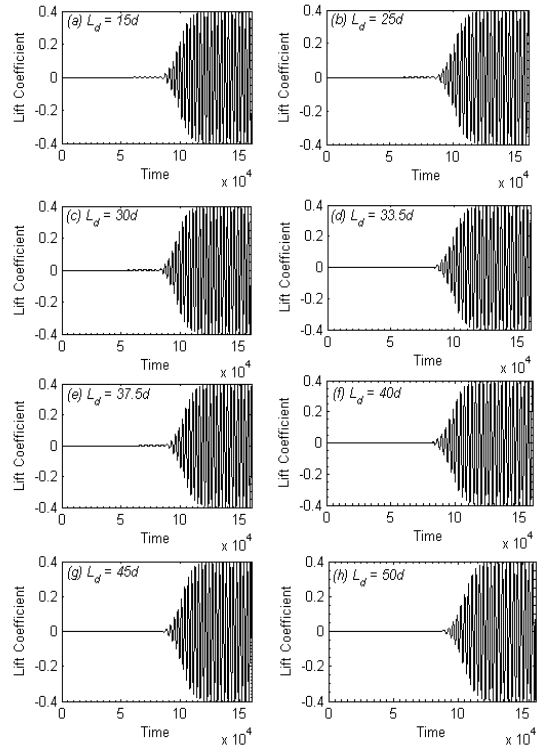 (a) L_d = 15d
Lift Coefficient
0.4
0.2
0
-0.2
-0.4
0 5 10 15
Time
x 10^4
(b) L_d = 25d
Lift Coefficient
0.4
0.2
0
-0.2
-0.4
0 5 10 15
Time
x 10^4
(c) L_d = 30d
Lift Coefficient
0.4
0.2
0
-0.2
-0.4
0 5 10 15
Time
x 10^4
(d) L_d = 33.5d
Lift Coefficient
0.4
0.2
0
-0.2
-0.4
0 5 10 15
Time
x 10^4
(e) L_d = 37.5d
Lift Coefficient
0.4
0.2
0
-0.2
-0.4
0 5 10 15
Time
x 10^4
(f) L_d = 40d
Lift Coefficient
0.4
0.2
0
-0.2
-0.4
0 5 10 15
Time
x 10^4
(g) L_d = 45d
Lift Coefficient
0.4
0.2
0
-0.2
-0.4
0 5 10 15
Time
x 10^4
(h) L_d = 50d
Lift Coefficient
0.4
0.2
0
-0.2
-0.4
0 5 10 15
Time
x 10^4